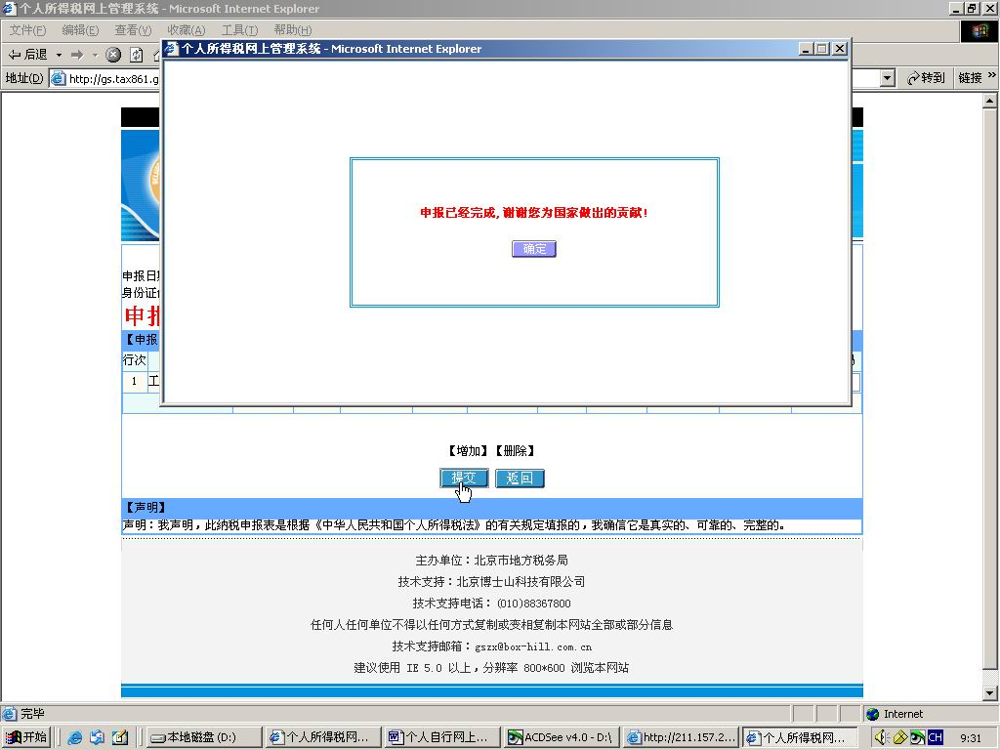 个人所得税网上管理系统 - Microsoft Internet Explorer
文件(F) 编辑(E) 查看(V) 收藏(A) 工具(T) 帮助(H)
后退
地址(D) http://gs.tax861.g
转到 链接 »
个人所得税网上管理系统 - Microsoft Internet Explorer
申报已经完成,谢谢您为国家做出的贡献!
确定
申报日
身份证
申报
【申报
行次
1 工
【增加】【删除】
提交 返回
【声明】
声明：我声明，此纳税申报表是根据《中华人民共和国个人所得税法》的有关规定填报的，我确信它是真实的、可靠的、完整的。
主办单位：北京市地方税务局
技术支持：北京博士山科技有限公司
技术支持电话：(010)88367800
任何人任何单位不得以任何方式复制或变相复制本网站全部或部分信息
技术支持邮箱：gszx@box-hill.com.cn
建议使用 IE 5.0 以上，分辨率 800*600 浏览本网站
完毕 Internet
开始 本地磁盘 (D:) 个人所得税网... 个人自行网上... ACDSee v4.0 - D:\ http://211.157.2... 个人所得税网... CH 9:31